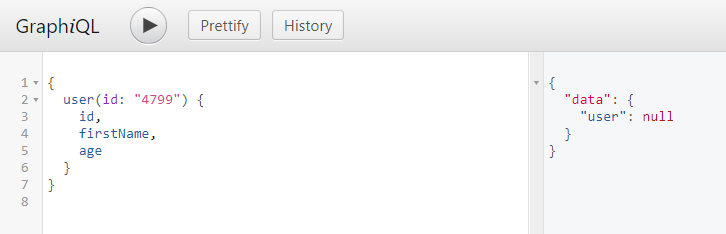 GraphiQL Prettify History
1 {
2 user(id: "4799") {
3 id,
4 firstName,
5 age
6 }
7 }
8
{
"data": {
"user": null
}
}